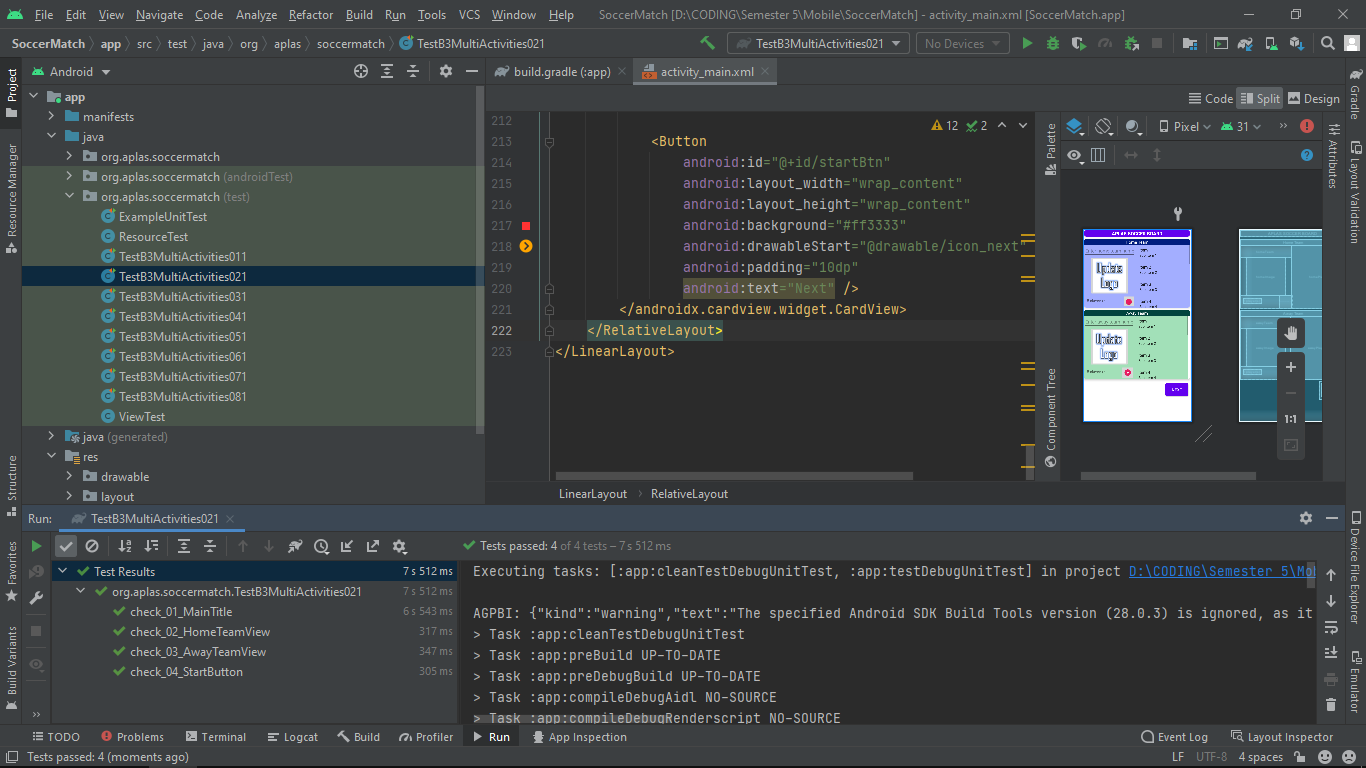 File Edit View Navigate Code Analyze Refactor Build Run Tools VCS Window Help SoccerMatch [D:\CODING\Semester 5\Mobile\SoccerMatch] - activity_main.xml [SoccerMatch.app]
SoccerMatch app src test java org aplas soccermatch TestB3MultiActivities021 TestB3MultiActivities021 No Devices
Project
Resource Manager
Structure
Favorites
Build Variants
Android
app
manifests
java
org.aplas.soccermatch
org.aplas.soccermatch (androidTest)
org.aplas.soccermatch (test)
ExampleUnitTest
ResourceTest
TestB3MultiActivities011
TestB3MultiActivities021
TestB3MultiActivities031
TestB3MultiActivities041
TestB3MultiActivities051
TestB3MultiActivities061
TestB3MultiActivities071
TestB3MultiActivities081
ViewTest
java (generated)
res
drawable
layout
build.gradle (:app) activity_main.xml
Code Split Design
12 2
212
213 <Button
214 android:id="@+id/startBtn"
215 android:layout_width="wrap_content"
216 android:layout_height="wrap_content"
217 android:background="#ff3333"
218 android:drawableStart="@drawable/icon_next"
219 android:padding="10dp"
220 android:text="Next" />
221 </androidx.cardview.widget.CardView>
222 </RelativeLayout>
223 </LinearLayout>
LinearLayout RelativeLayout
Palette
Component Tree
Pixel 31
Update
Logo
Update
Logo
1:1
Attributes
Gradle
Layout Validation
Device File Explorer
Emulator
Run: TestB3MultiActivities021
Tests passed: 4 of 4 tests – 7 s 512 ms
Test Results 7 s 512 ms
org.aplas.soccermatch.TestB3MultiActivities021 7 s 512 ms
check_01_MainTitle 6 s 543 ms
check_02_HomeTeamView 317 ms
check_03_AwayTeamView 347 ms
check_04_StartButton 305 ms
Executing tasks: [:app:cleanTestDebugUnitTest, :app:testDebugUnitTest] in project D:\CODING\Semester 5\Mo
AGPBI: {"kind":"warning","text":"The specified Android SDK Build Tools version (28.0.3) is ignored, as it
> Task :app:cleanTestDebugUnitTest
> Task :app:preBuild UP-TO-DATE
> Task :app:preDebugBuild UP-TO-DATE
> Task :app:compileDebugAidl NO-SOURCE
> Task :app:compileDebugRenderscript NO-SOURCE
TODO Problems Terminal Logcat Build Profiler Run App Inspection Event Log Layout Inspector
Tests passed: 4 (moments ago) LF UTF-8 4 spaces